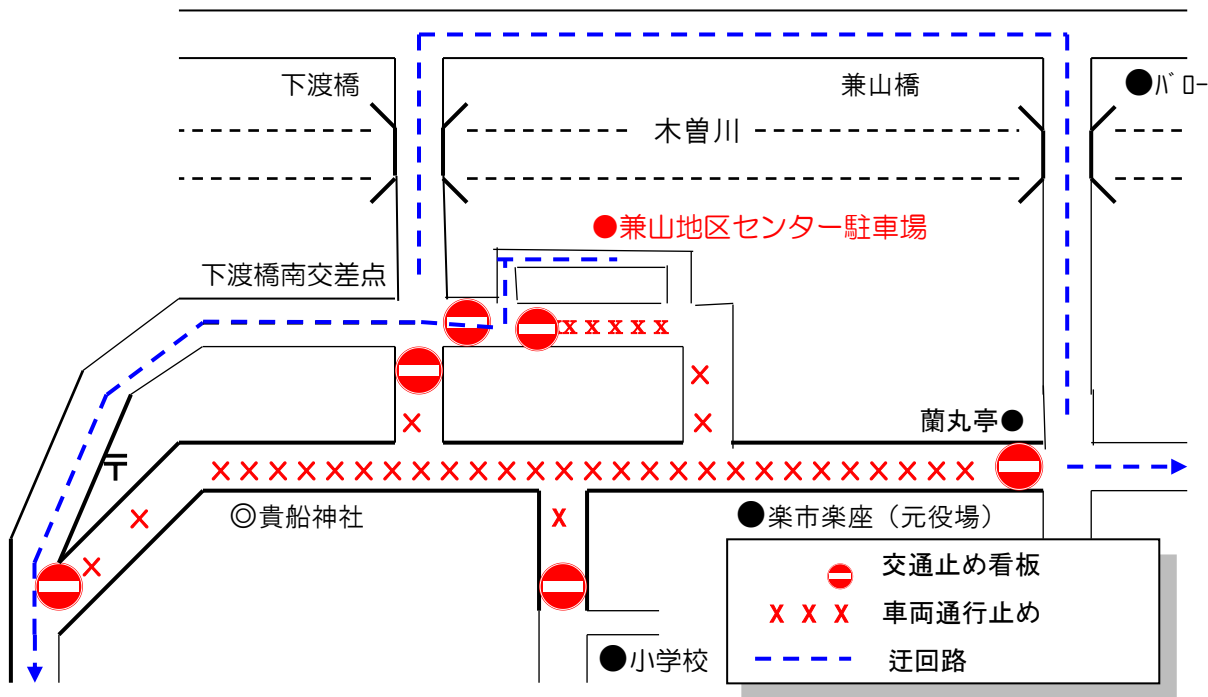 下渡橋
兼山橋
●ﾊﾞﾛｰ
木曽川
●兼山地区センター駐車場
下渡橋南交差点
蘭丸亭●
〒
◎貴船神社
●楽市楽座（元役場）
交通止め看板
X X X 車両通行止め
迂回路
●小学校